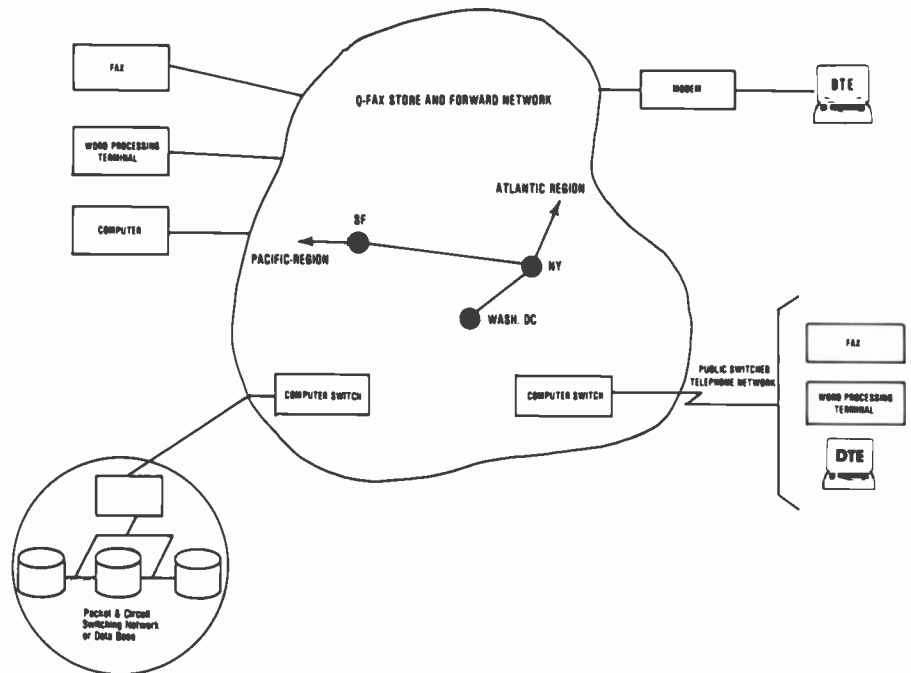 FAX
WORD PROCESSING
TERMINAL
COMPUTER
Q-FAX STORE AND FORWARD NETWORK
MODEM
DTE
ATLANTIC REGION
SF
PACIFIC-REGION
NY
WASH. DC
COMPUTER SWITCH
COMPUTER SWITCH
PUBLIC SWITCHED
TELEPHONE NETWORK
FAX
WORD PROCESSING
TERMINAL
DTE
Packet & Circuit
Switching Network
or Data Base